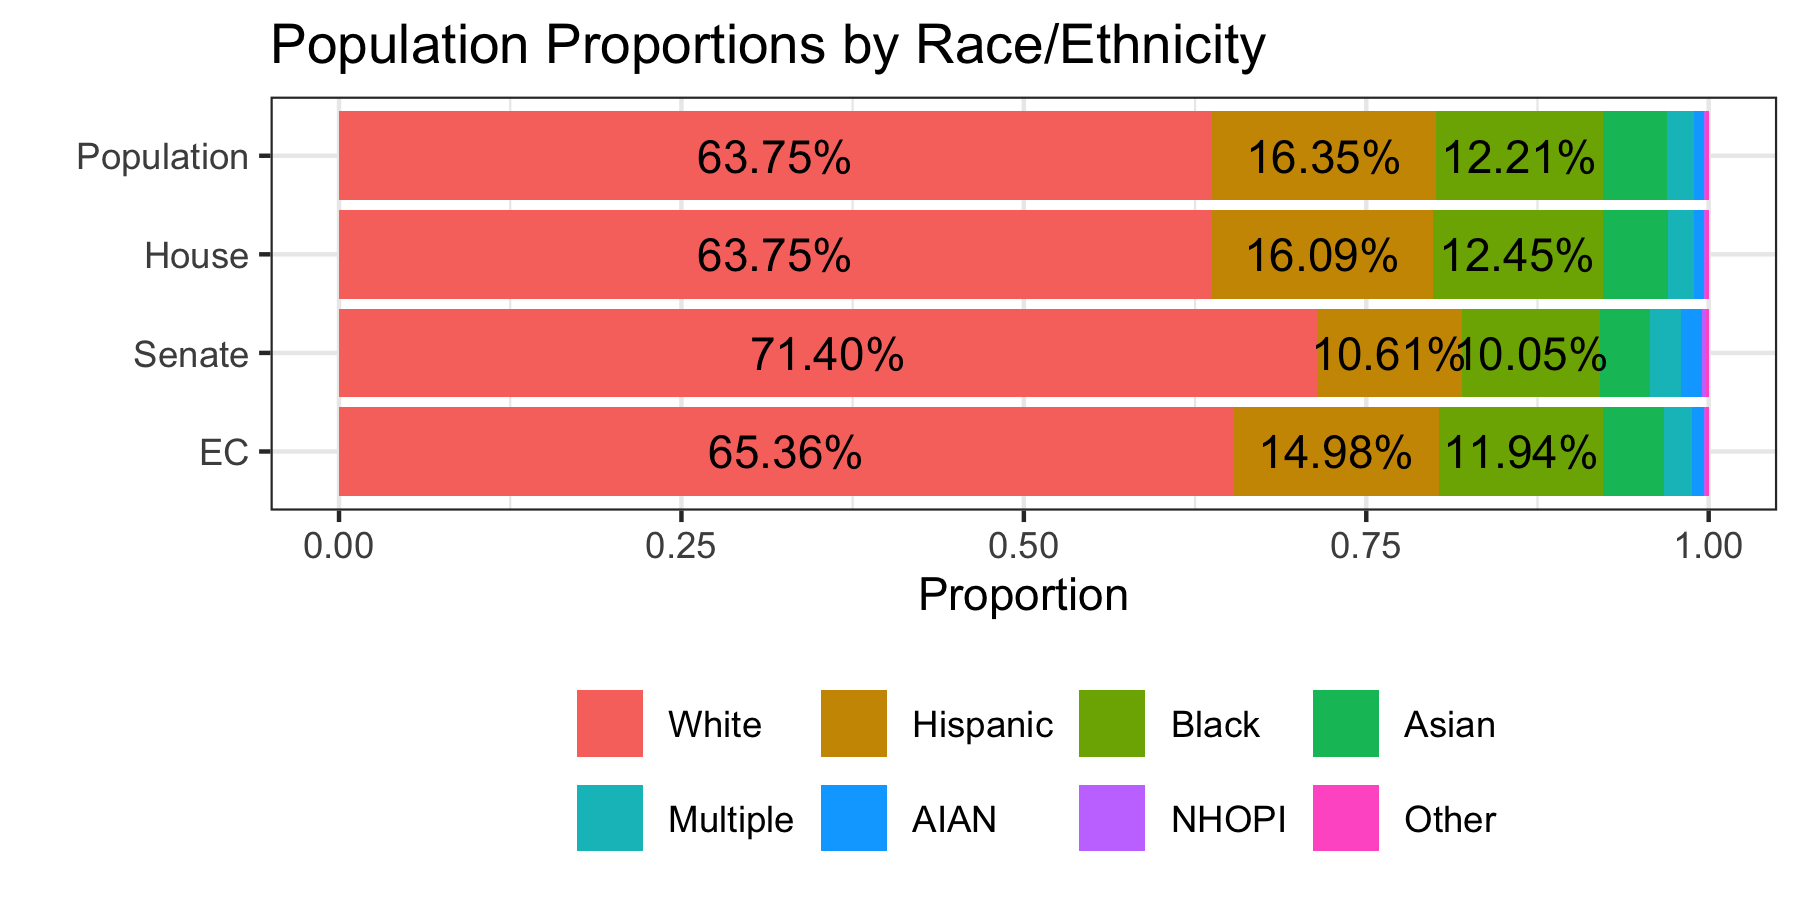 Population Proportions by Race/Ethnicity
Population 63.75% 16.35% 12.21%
House 63.75% 16.09% 12.45%
Senate 71.40% 10.61% 10.05%
EC 65.36% 14.98% 11.94%
0.00 0.25 0.50 0.75 1.00
Proportion
White Hispanic Black Asian
Multiple AIAN NHOPI Other